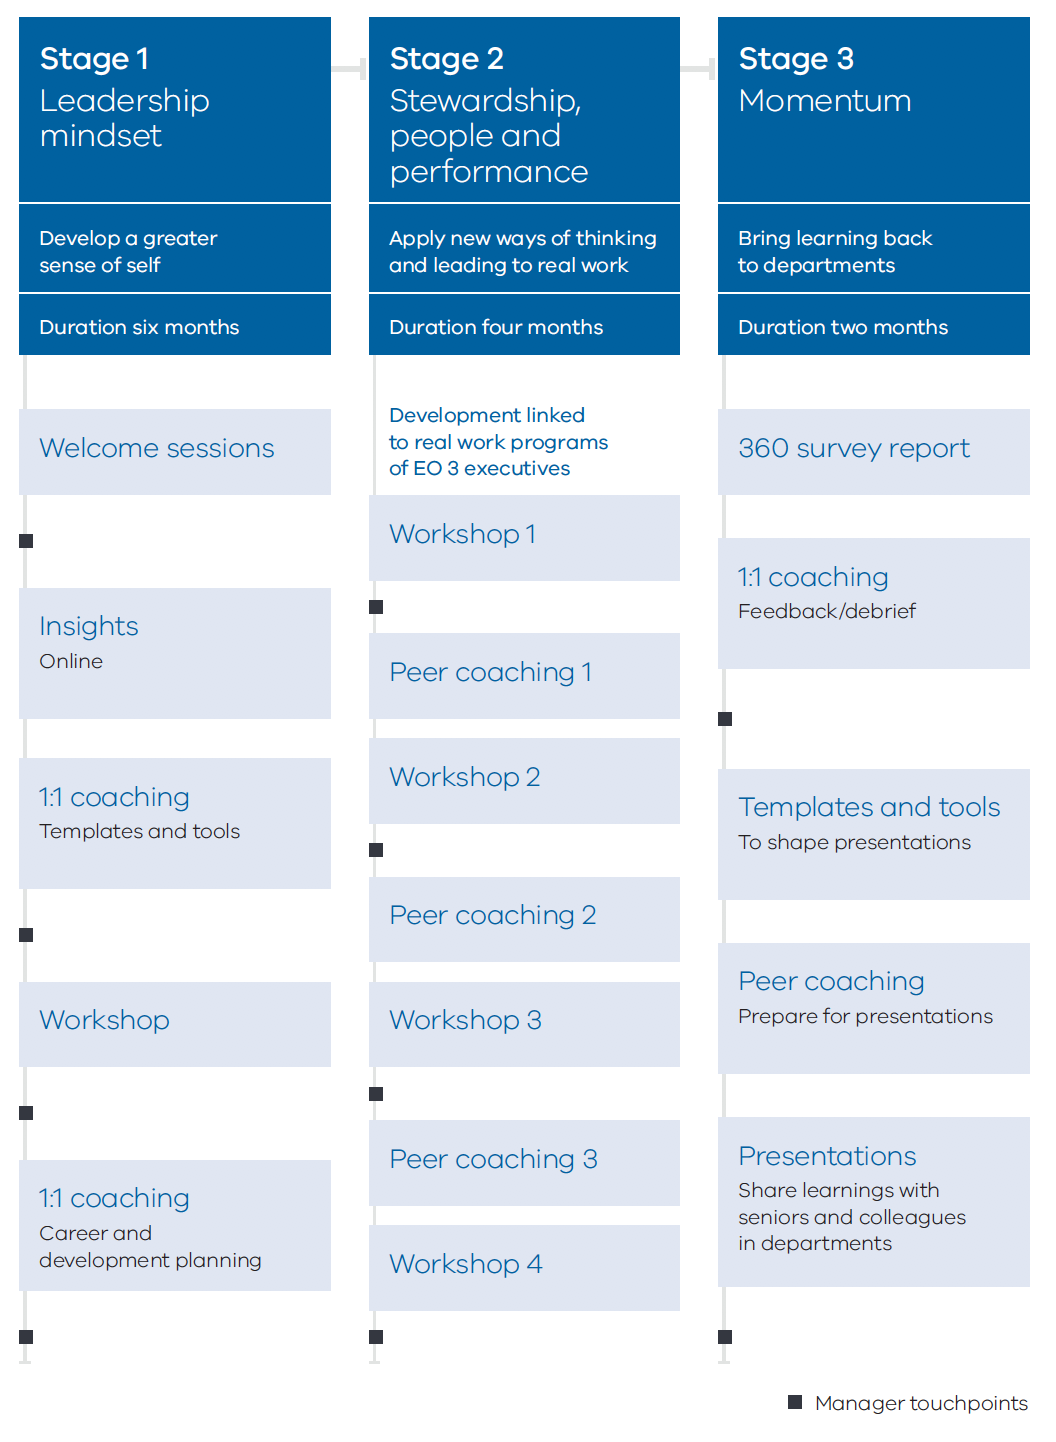 Stage 1
Leadership
mindset
Develop a greater
sense of self
Duration six months
Welcome sessions
Insights
Online
1:1 coaching
Templates and tools
Workshop
1:1 coaching
Career and
development planning
Stage 2
Stewardship,
people and
performance
Apply new ways of thinking
and leading to real work
Duration four months
Development linked
to real work programs
of EO 3 executives
Workshop 1
Peer coaching 1
Workshop 2
Peer coaching 2
Workshop 3
Peer coaching 3
Workshop 4
Stage 3
Momentum
Bring learning back
to departments
Duration two months
360 survey report
1:1 coaching
Feedback/debrief
Templates and tools
To shape presentations
Peer coaching
Prepare for presentations
Presentations
Share learnings with
seniors and colleagues
in departments
Manager touchpoints